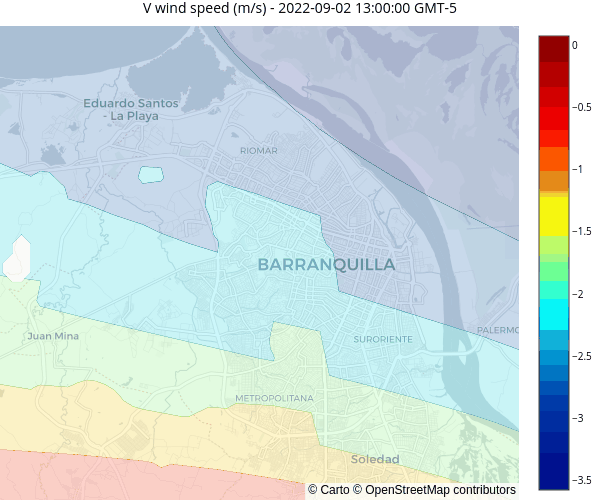 V wind speed (m/s) - 2022-09-02 13:00:00 GMT-5
0
Eduardo Santos
- La Playa
−0.5
RIOMAR
−1
−1.5
BARRANQUILLA
−2
PALERMO
Juan Mina
SURORIENTE
−2.5
METROPOLITANA
−3
Soledad
−3.5
© Carto © OpenStreetMap contributors